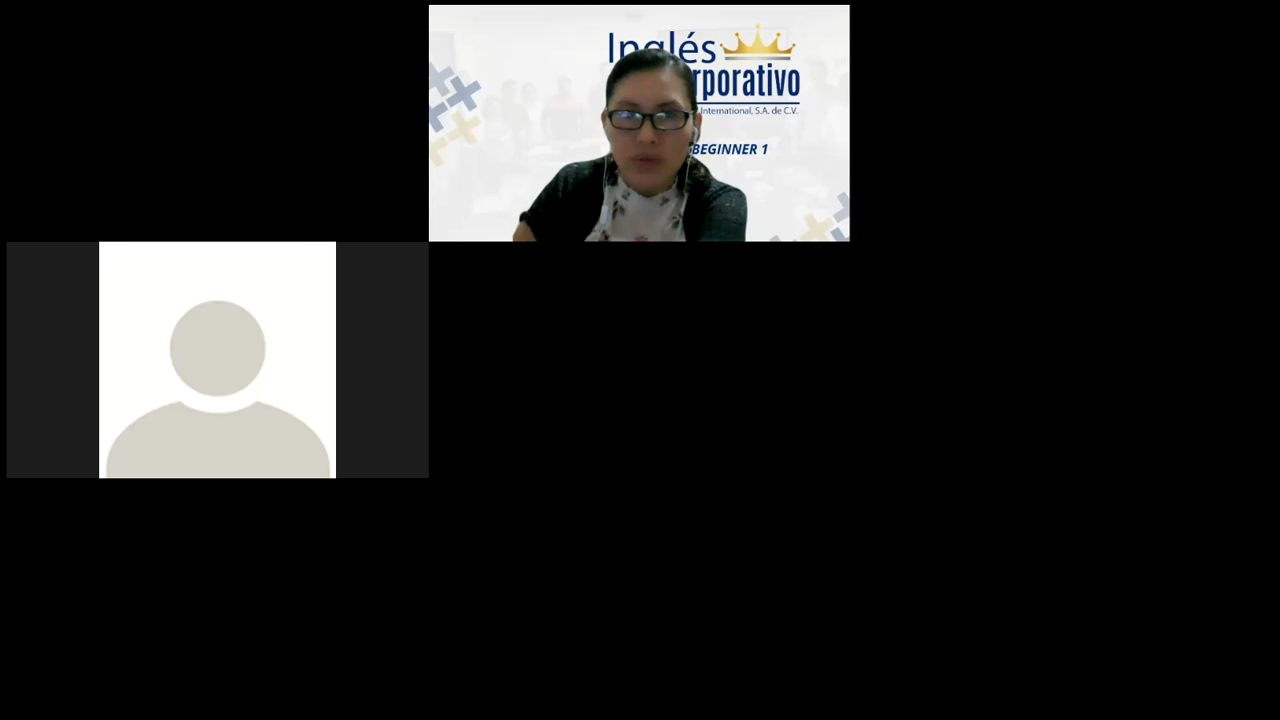 Inglés
rporativo
International, S.A. de C.V.
BEGINNER 1